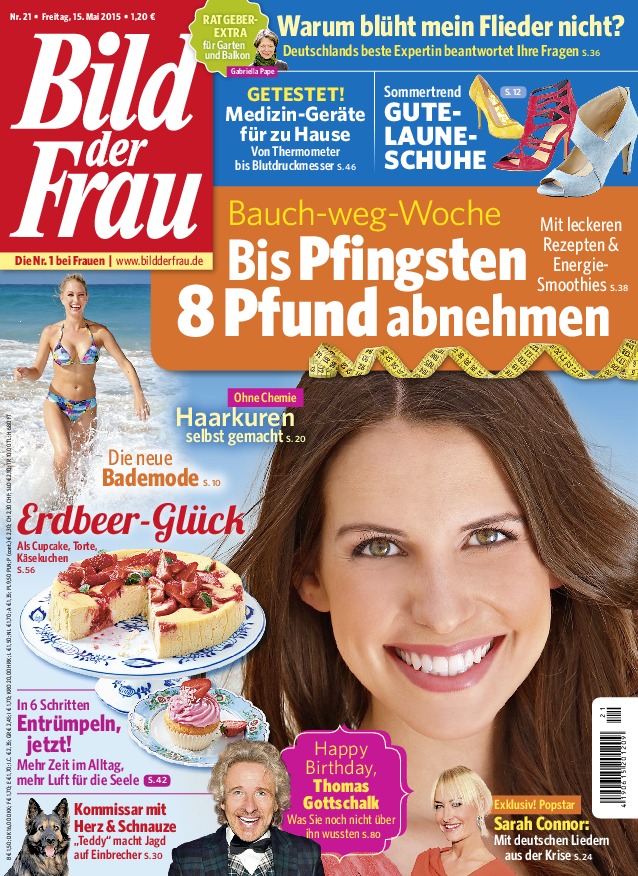 Nr. 21 • Freitag, 15. Mai 2015 • 1,20 €
Bild
der
Frau
Die Nr. 1 bei Frauen | www.bildderfrau.de
RATGEBER-
EXTRA
für Garten
und Balkon
Gabriella Pape
Warum blüht mein Flieder nicht?
Deutschlands beste Expertin beantwortet Ihre Fragen S. 36
GETESTET!
Medizin-Geräte
für zu Hause
Von Thermometer
bis Blutdruckmesser S. 46
Sommertrend
S. 12
GUTE-
LAUNE-
SCHUHE
Bauch-weg-Woche
Bis Pfingsten
8 Pfund abnehmen
Mit leckeren
Rezepten &
Energie-
Smoothies S. 38
Ohne Chemie
Haarkuren
selbst gemacht S. 20
Die neue
Bademode S. 10
Erdbeer-Glück
Als Cupcake, Torte,
Käsekuchen
S. 56
In 6 Schritten
Entrümpeln,
jetzt!
Mehr Zeit im Alltag,
mehr Luft für die Seele S. 42
Kommissar mit
Herz & Schnauze
„Teddy“ macht Jagd
auf Einbrecher S. 30
Happy
Birthday,
Thomas
Gottschalk
Was Sie noch nicht über
ihn wussten S. 80
Exklusiv! Popstar
Sarah Connor:
Mit deutschen Liedern
aus der Krise S. 24
21
4 190615 201209